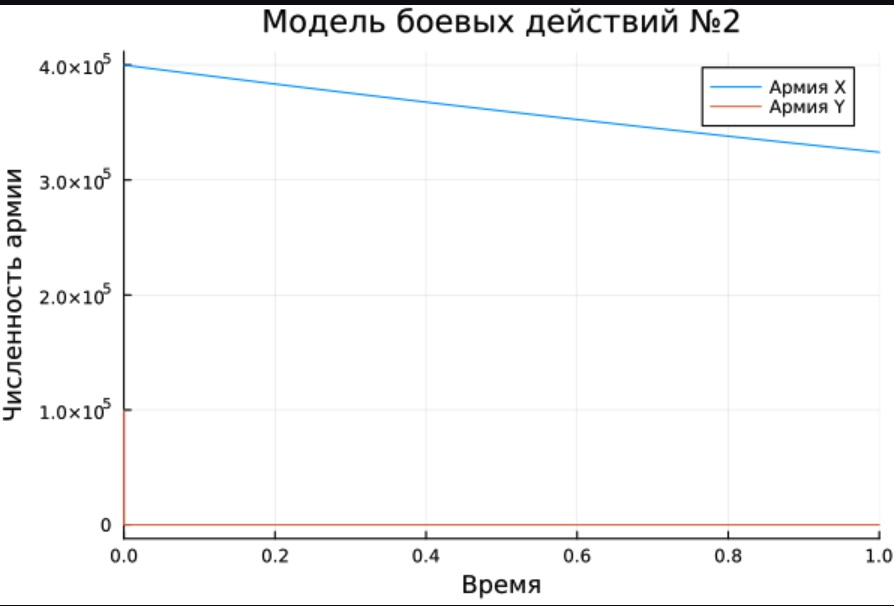 Модель боевых действий №2
4.0×10⁵
3.0×10⁵
2.0×10⁵
1.0×10⁵
0
Численность армии
Армия X
Армия Y
0.0 0.2 0.4 0.6 0.8 1.0
Время